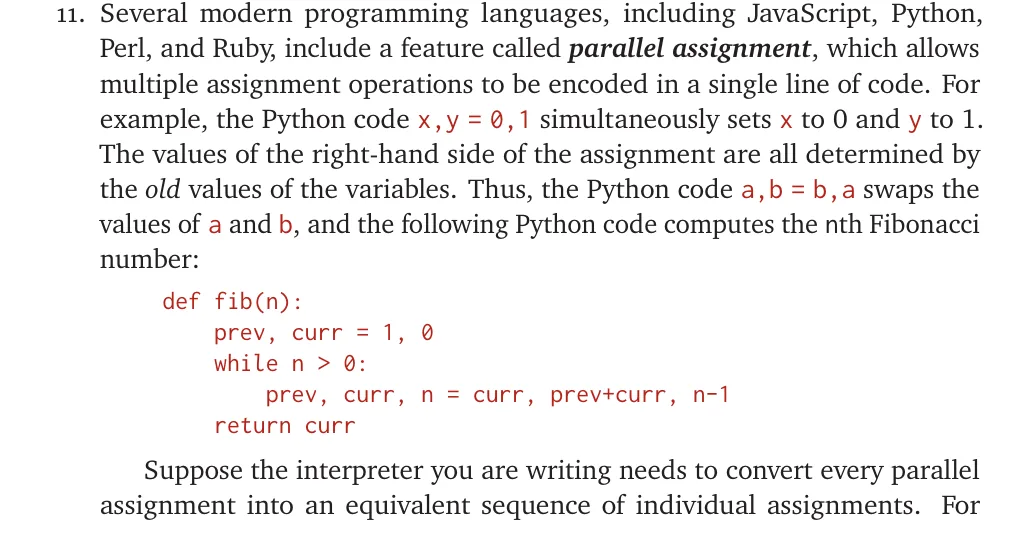 11. Several modern programming languages, including JavaScript, Python,
Perl, and Ruby, include a feature called parallel assignment, which allows
multiple assignment operations to be encoded in a single line of code. For
example, the Python code x,y = 0,1 simultaneously sets x to 0 and y to 1.
The values of the right-hand side of the assignment are all determined by
the old values of the variables. Thus, the Python code a,b = b,a swaps the
values of a and b, and the following Python code computes the nth Fibonacci
number:
def fib(n):
    prev, curr = 1, 0
    while n > 0:
        prev, curr, n = curr, prev+curr, n-1
    return curr
Suppose the interpreter you are writing needs to convert every parallel
assignment into an equivalent sequence of individual assignments. For